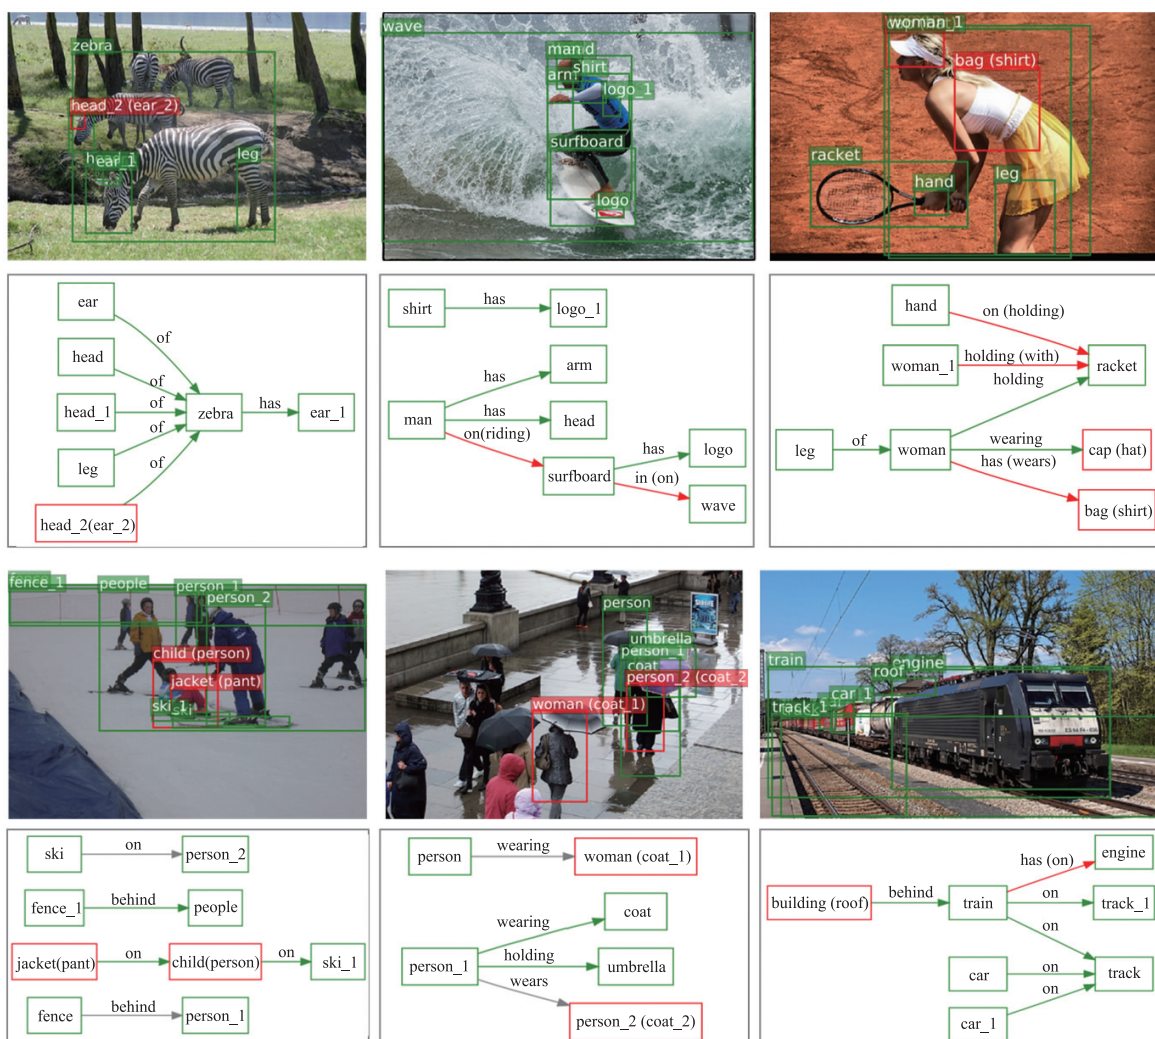 zebra
head_2 (ear_2)
ear_1
leg
wave
shirt
arm
logo_1
surfboard
logo
woman_1
bag (shirt)
racket
hand
leg
ear
of
head
of
head_1
of
zebra
has
ear_1
leg
of
of
head_2(ear_2)
shirt
has
logo_1
has
arm
man
has
head
on(riding)
surfboard
has
logo
in (on)
wave
hand
on (holding)
woman_1
holding (with)
racket
holding
leg
of
woman
wearing
cap (hat)
has (wears)
bag (shirt)
fence_1
people
person_1
person_2
child (person)
jacket (pant)
ski_1
person
umbrella
person_1
coat
person_2 (coat_2
woman (coat_1)
train
engine
roof
car_1
track_1
ski
on
person_2
fence_1
behind
people
jacket(pant)
on
child(person)
on
ski_1
fence
behind
person_1
person
wearing
woman (coat_1)
wearing
coat
person_1
holding
umbrella
wears
person_2 (coat_2)
has (on)
engine
building (roof)
behind
train
on
track_1
on
car
on
track
on
car_1